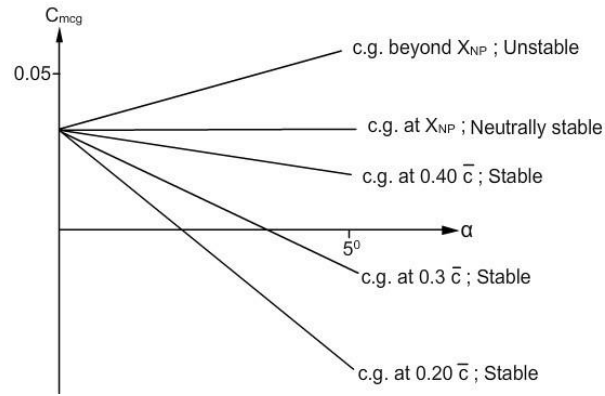 Cmcg
c.g. beyond XNP ; Unstable
0.05
c.g. at XNP ; Neutrally stable
c.g. at 0.40 c̅ ; Stable
α
5⁰
c.g. at 0.3 c̅ ; Stable
c.g. at 0.20 c̅ ; Stable